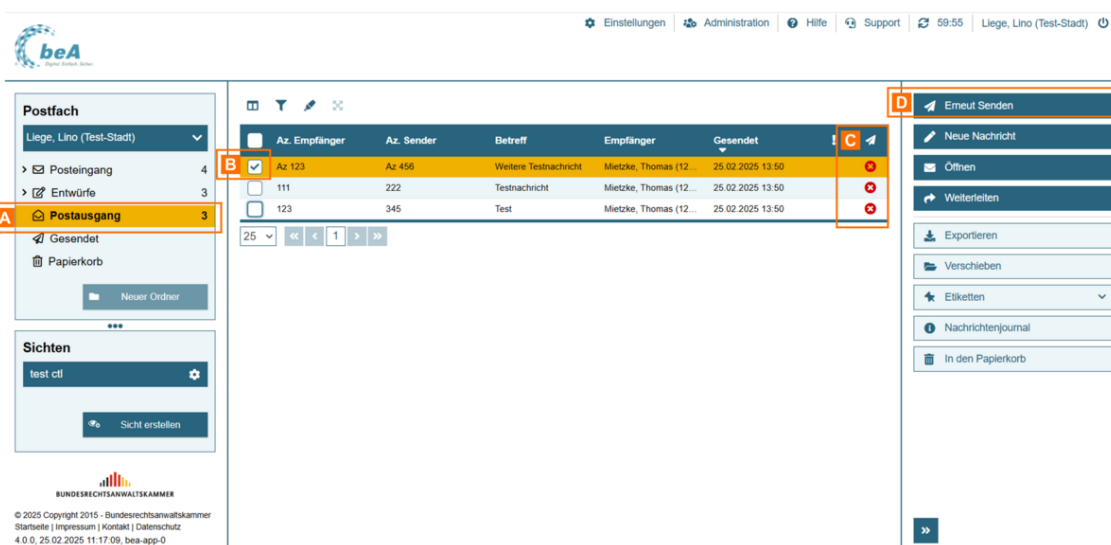 Einstellungen Administration Hilfe Support 59:55 Liege, Lino (Test-Stadt)
beA
Digital. Einfach. Sicher.
Postfach
Liege, Lino (Test-Stadt)
Posteingang 4
Entwürfe 3
A Postausgang 3
Gesendet
Papierkorb
Neuer Ordner
Sichten
test ctl
Sicht erstellen
BUNDESRECHTSANWALTSKAMMER
© 2025 Copyright 2015 - Bundesrechtsanwaltskammer
Startseite | Impressum | Kontakt | Datenschutz
4.0.0, 25.02.2025 11:17:09, bea-app-0
Az. Empfänger Az. Sender Betreff Empfänger Gesendet ! C
B Az 123 Az 456 Weitere Testnachricht Mietzke, Thomas (12... 25.02.2025 13:50
111 222 Testnachricht Mietzke, Thomas (12... 25.02.2025 13:50
123 345 Test Mietzke, Thomas (12... 25.02.2025 13:50
25 « < 1 > »
D Erneut Senden
Neue Nachricht
Öffnen
Weiterleiten
Exportieren
Verschieben
Etiketten
Nachrichtenjournal
In den Papierkorb
»